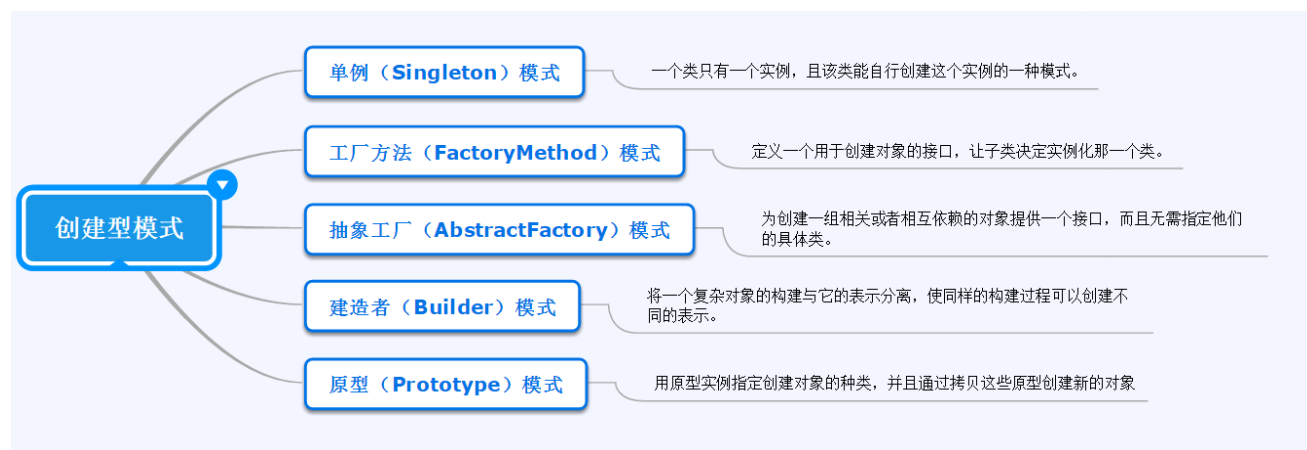 创建型模式
单例（Singleton）模式
一个类只有一个实例，且该类能自行创建这个实例的一种模式。
工厂方法（FactoryMethod）模式
定义一个用于创建对象的接口，让子类决定实例化那一个类。
抽象工厂（AbstractFactory）模式
为创建一组相关或者相互依赖的对象提供一个接口，而且无需指定他们
的具体类。
建造者（Builder）模式
将一个复杂对象的构建与它的表示分离，使同样的构建过程可以创建不
同的表示。
原型（Prototype）模式
用原型实例指定创建对象的种类，并且通过拷贝这些原型创建新的对象